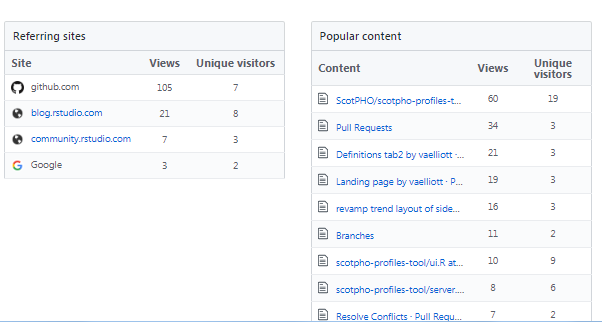 Referring sites
Site Views Unique visitors
github.com 105 7
blog.rstudio.com 21 8
community.rstudio.com 7 3
Google 3 2
Popular content
Content Views Unique visitors
ScotPHO/scotpho-profiles-t... 60 19
Pull Requests 34 3
Definitions tab2 by vaelliott ·... 21 3
Landing page by vaelliott · P... 19 3
revamp trend layout of side... 16 3
Branches 11 2
scotpho-profiles-tool/ui.R at... 10 9
scotpho-profiles-tool/server.... 8 6
Resolve Conflicts · Pull Requ... 7 2